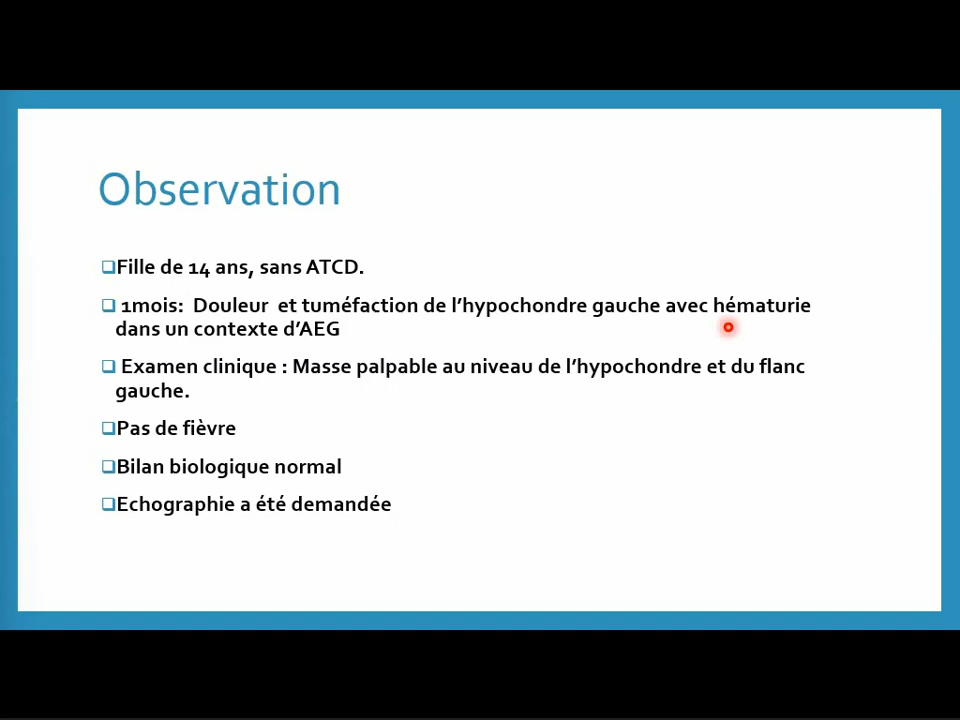 Observation
❑Fille de 14 ans, sans ATCD.
❑ 1mois: Douleur et tuméfaction de l’hypochondre gauche avec hématurie
dans un contexte d’AEG
❑ Examen clinique : Masse palpable au niveau de l’hypochondre et du flanc
gauche.
❑Pas de fièvre
❑Bilan biologique normal
❑Echographie a été demandée